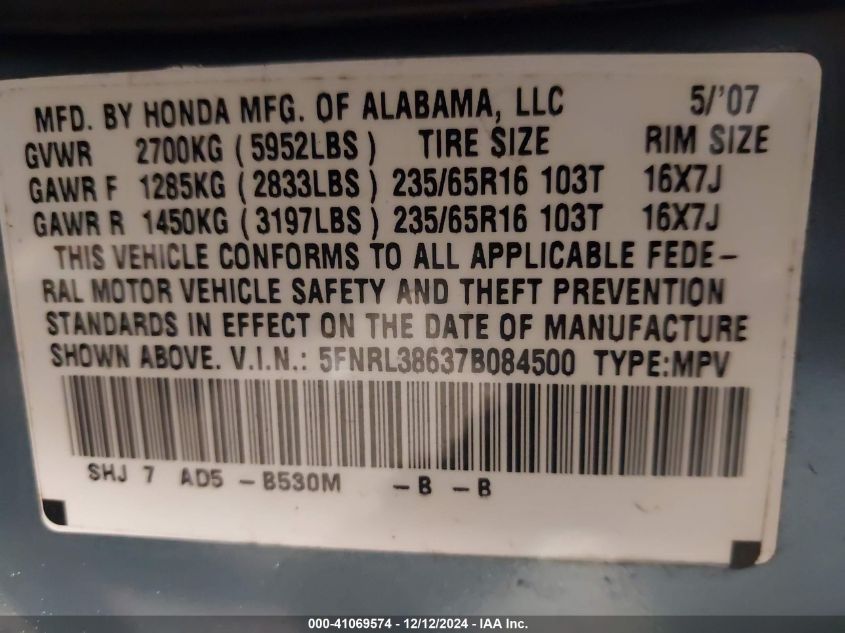 MFD. BY HONDA MFG. OF ALABAMA, LLC 5/'07
GVWR 2700KG (5952LBS) TIRE SIZE RIM SIZE
GAWR F 1285KG (2833LBS) 235/65R16 103T 16X7J
GAWR R 1450KG (3197LBS) 235/65R16 103T 16X7J
THIS VEHICLE CONFORMS TO ALL APPLICABLE FEDE-
RAL MOTOR VEHICLE SAFETY AND THEFT PREVENTION
STANDARDS IN EFFECT ON THE DATE OF MANUFACTURE
SHOWN ABOVE. V.I.N.: 5FNRL38637B084500 TYPE:MPV
SHJ 7 AD5 -B530M -B -B
000-41069574 | 12/12/2024 - IAA Inc.